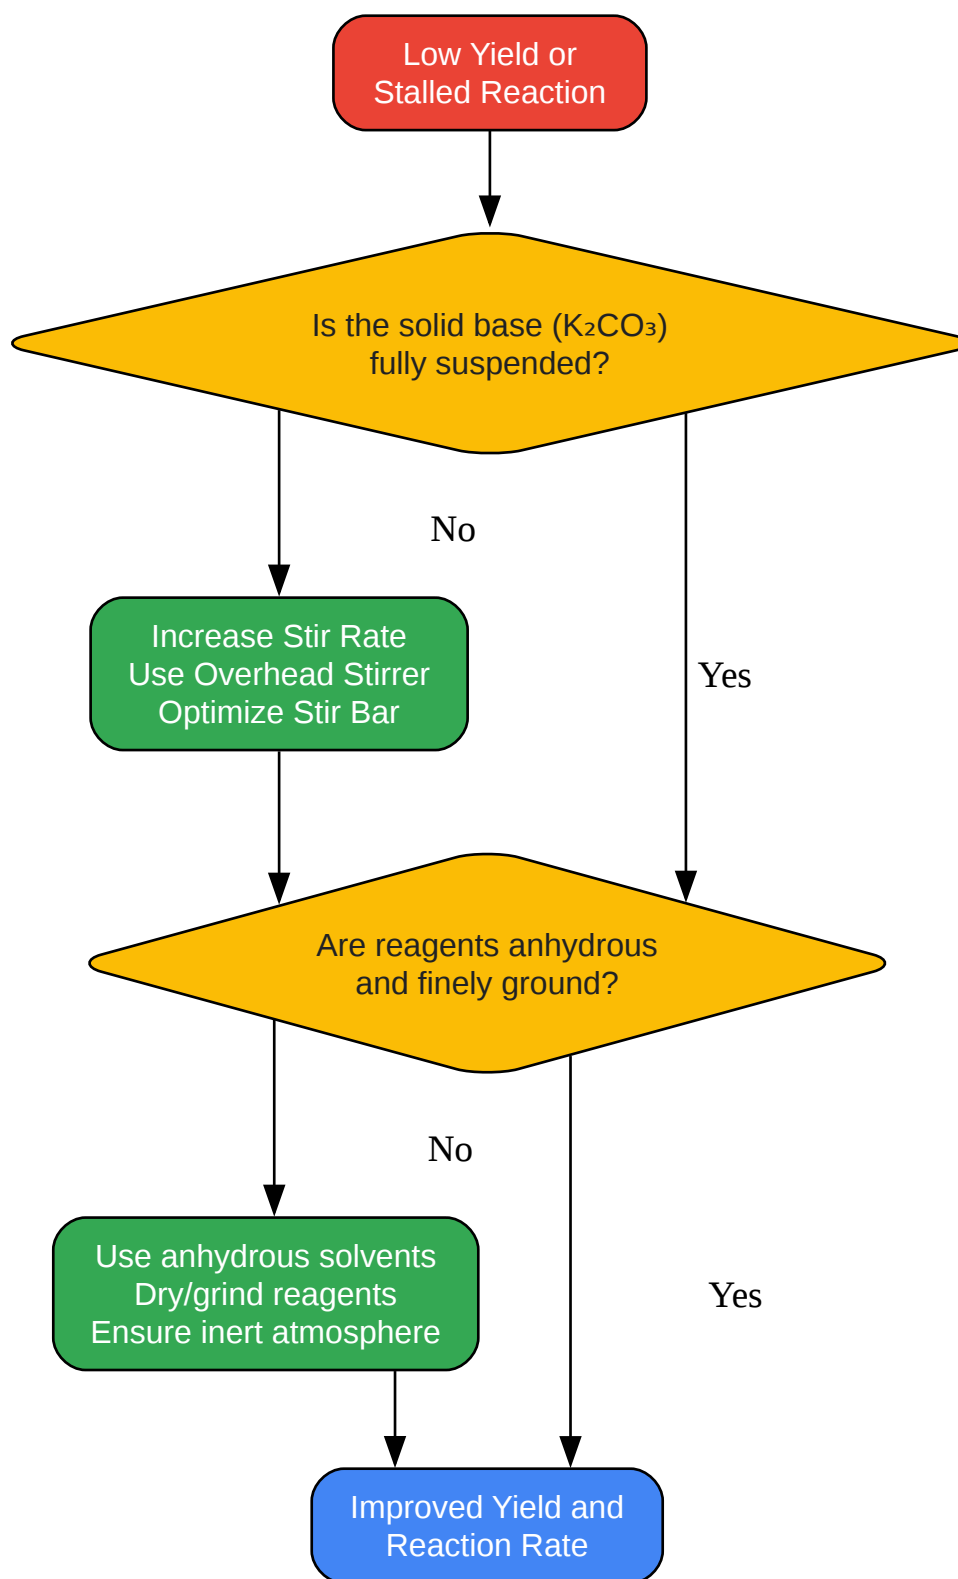 Low Yield or
Stalled Reaction
Is the solid base (K₂CO₃)
fully suspended?
No
Increase Stir Rate
Use Overhead Stirrer
Optimize Stir Bar
Yes
Are reagents anhydrous
and finely ground?
No
Use anhydrous solvents
Dry/grind reagents
Ensure inert atmosphere
Yes
Improved Yield and
Reaction Rate